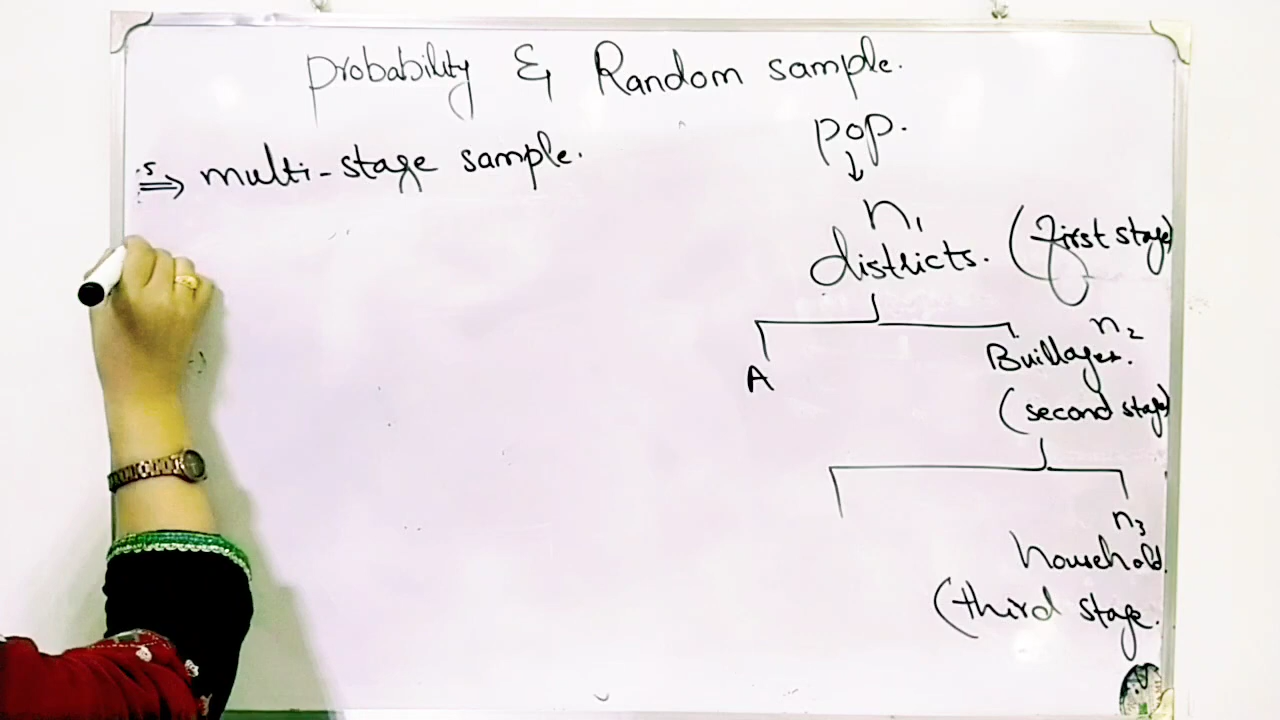 Probability & Random sample.
.5
⇒ multi-stage sample.
pop.
↓
n₁
districts. (first stage)
n₂
A
B villages.
(second stage)
n₃
household.
(third stage.